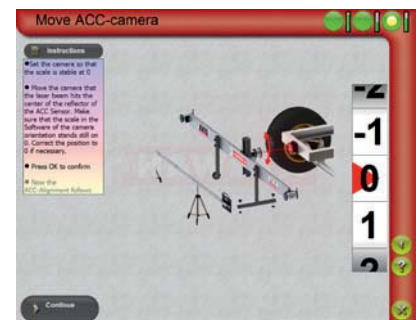 Move ACC-camera
Instructions
●Set the camera so that
the scale is stable at 0
● Move the camera that
the laser beam hits the
center of the reflector of
the ACC Sensor. Make
sure that the scale in the
Software of the camera
orientation stands still on
0. Correct the position to
0 if necessary.
● Press OK to confirm
● Now the
ACC-Alignment follows
-2
-1
0
1
2
Continue
?